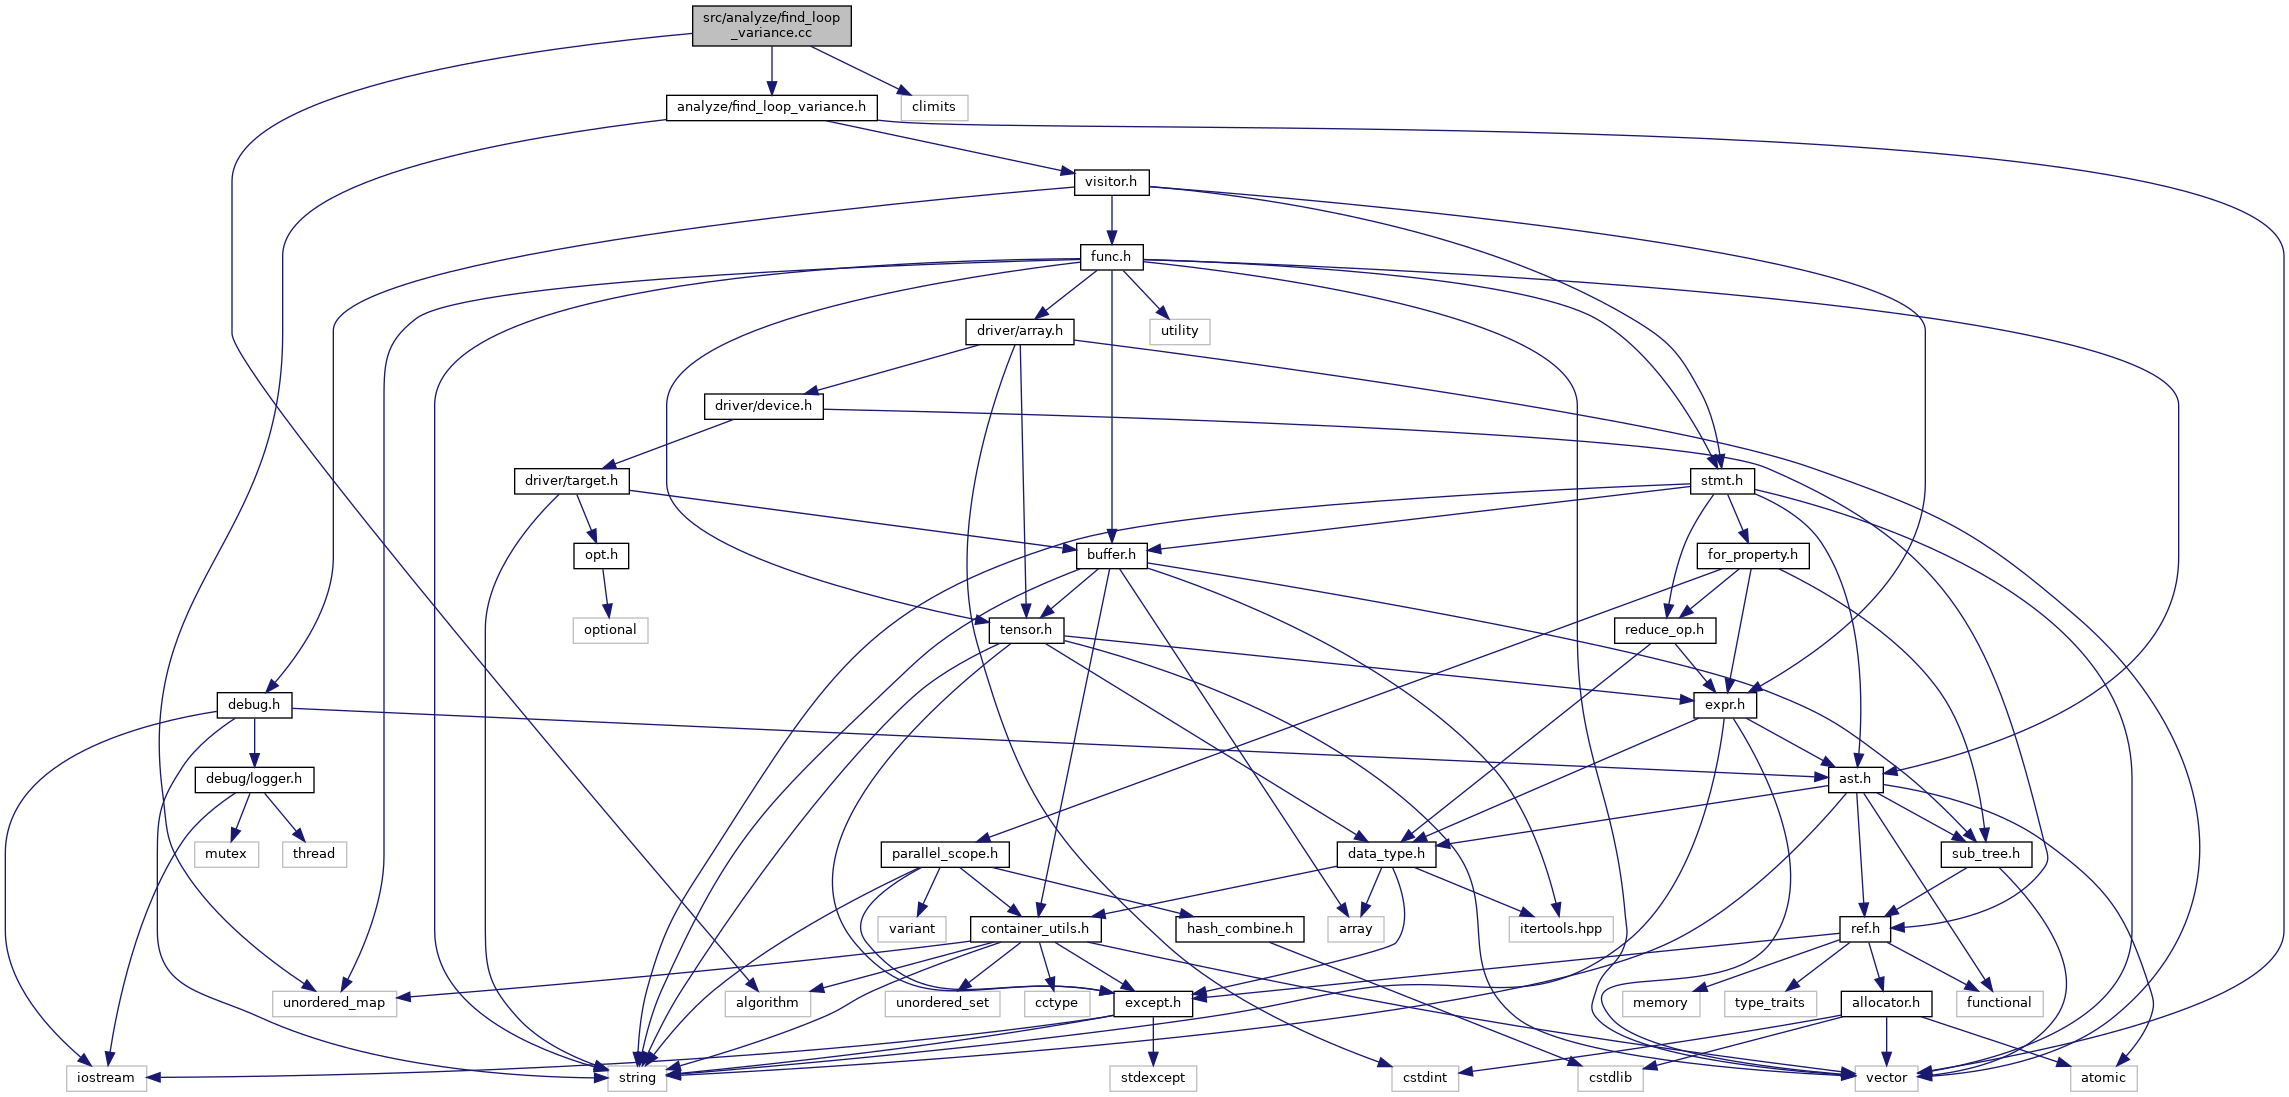 src/analyze/find_loop
_variance.cc
analyze/find_loop_variance.h
climits
visitor.h
func.h
driver/array.h
utility
driver/device.h
driver/target.h
stmt.h
opt.h
buffer.h
for_property.h
optional
tensor.h
reduce_op.h
debug.h
expr.h
debug/logger.h
ast.h
mutex
thread
parallel_scope.h
data_type.h
sub_tree.h
variant
container_utils.h
hash_combine.h
array
itertools.hpp
ref.h
unordered_map
algorithm
unordered_set
cctype
except.h
memory
type_traits
allocator.h
functional
iostream
string
stdexcept
cstdint
cstdlib
vector
atomic